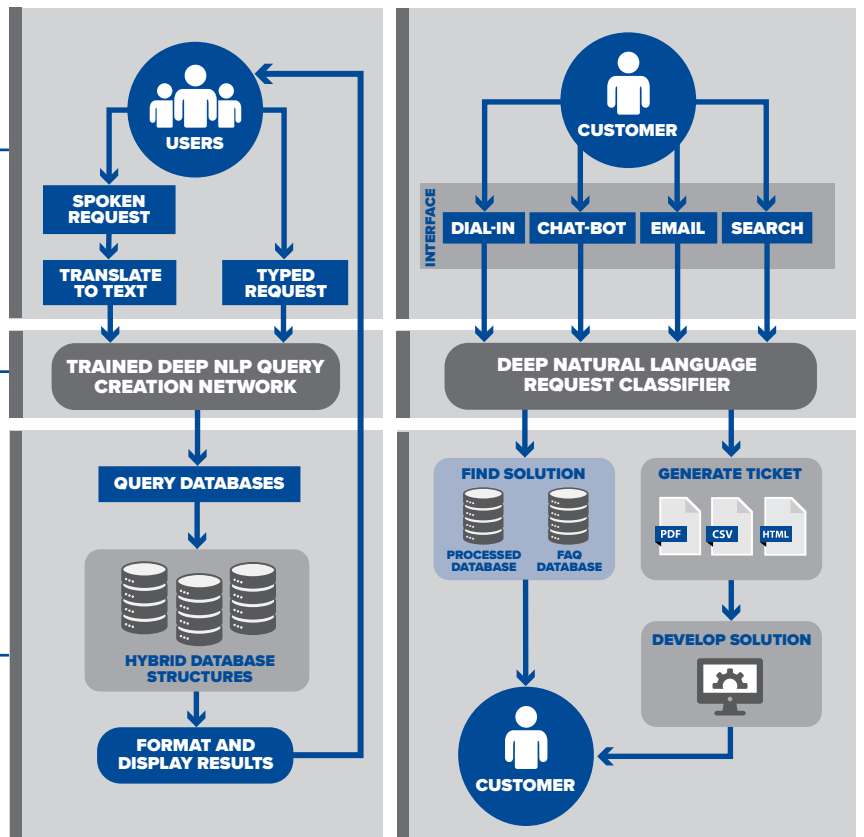 USERS
SPOKEN
REQUEST
TRANSLATE
TO TEXT
TYPED
REQUEST
TRAINED DEEP NLP QUERY
CREATION NETWORK
QUERY DATABASES
HYBRID DATABASE
STRUCTURES
FORMAT AND
DISPLAY RESULTS
CUSTOMER
INTERFACE
DIAL-IN
CHAT-BOT
EMAIL
SEARCH
DEEP NATURAL LANGUAGE
REQUEST CLASSIFIER
FIND SOLUTION
PROCESSED
DATABASE
FAQ
DATABASE
GENERATE TICKET
PDF
CSV
HTML
DEVELOP SOLUTION
CUSTOMER